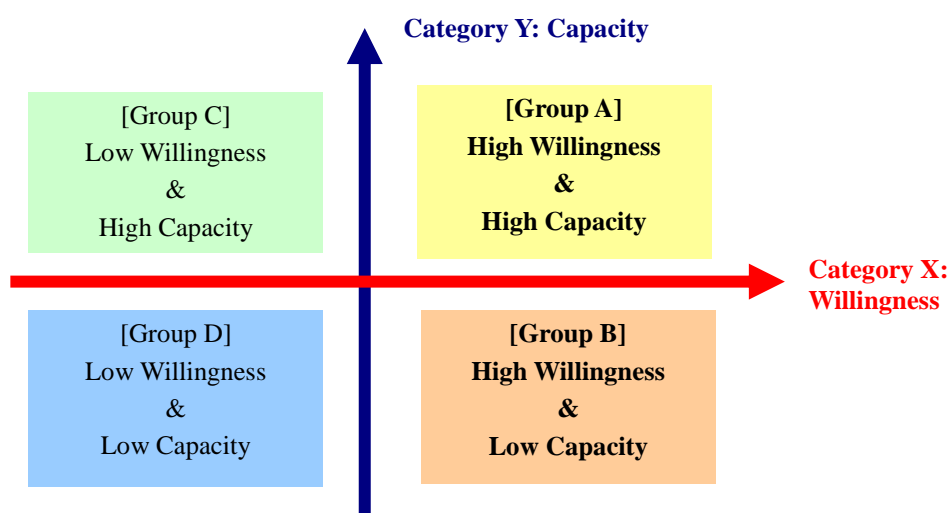 Category Y: Capacity
[Group C]
Low Willingness
&
High Capacity
[Group A]
High Willingness
&
High Capacity
Category X:
Willingness
[Group D]
Low Willingness
&
Low Capacity
[Group B]
High Willingness
&
Low Capacity